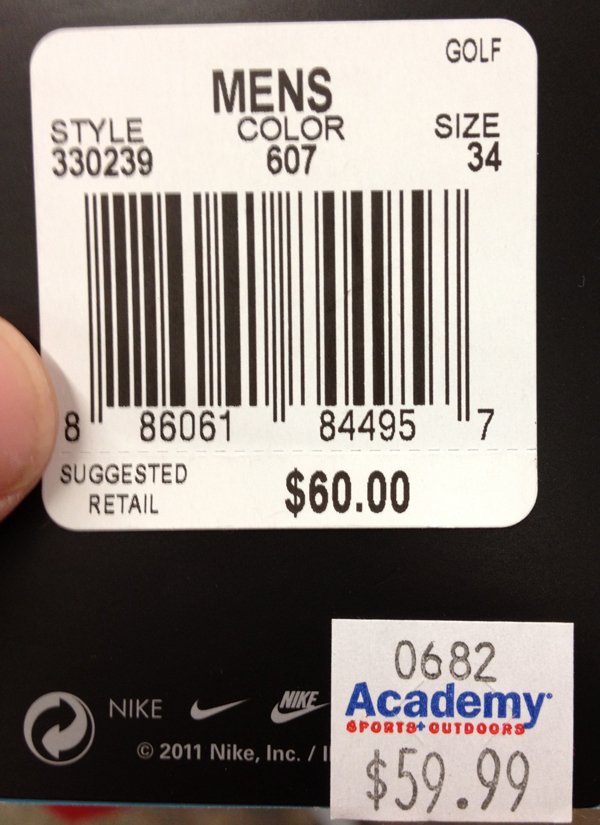 GOLF
MENS
STYLE COLOR SIZE
330239 607 34
8 86061 84495 7
SUGGESTED RETAIL $60.00
NIKE NIKE
© 2011 Nike, Inc. /
0682
Academy
SPORTS+OUTDOORS
$59.99